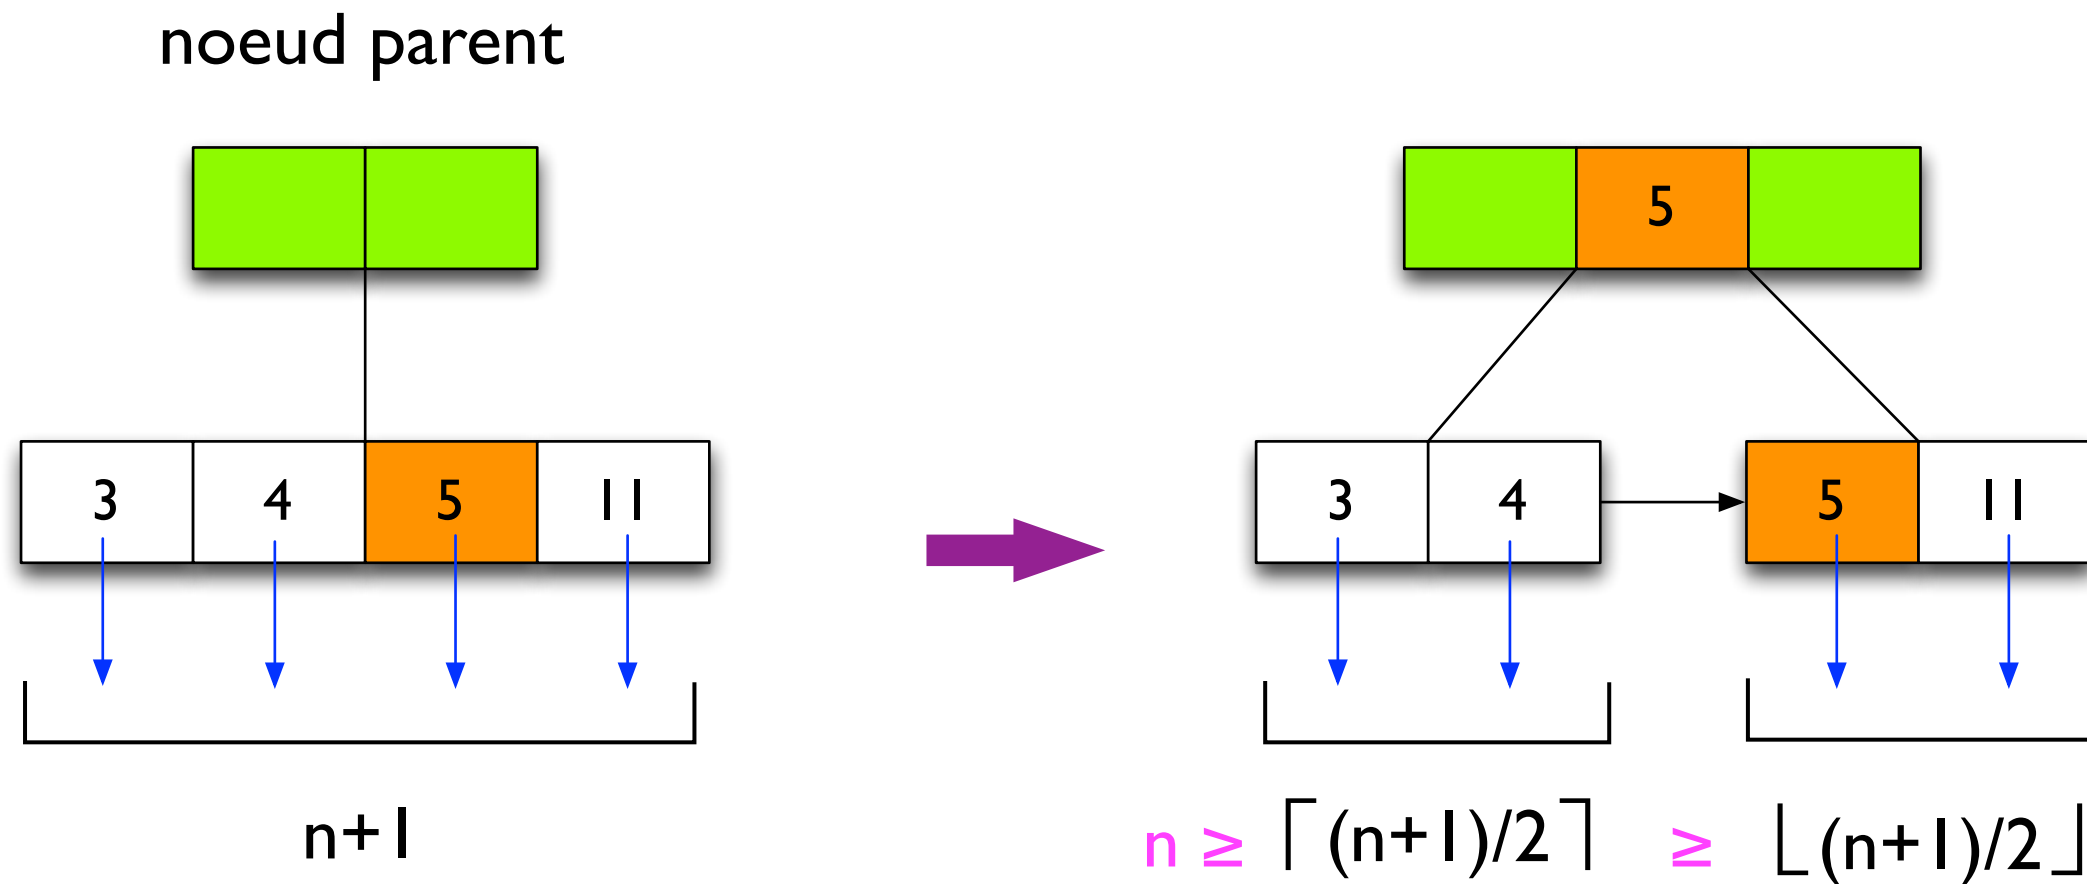 noeud parent
5
3 4 5 11
3 4 5 11
n+1
n ≥ ⌈(n+1)/2⌉ ≥ ⌊(n+1)/2⌋